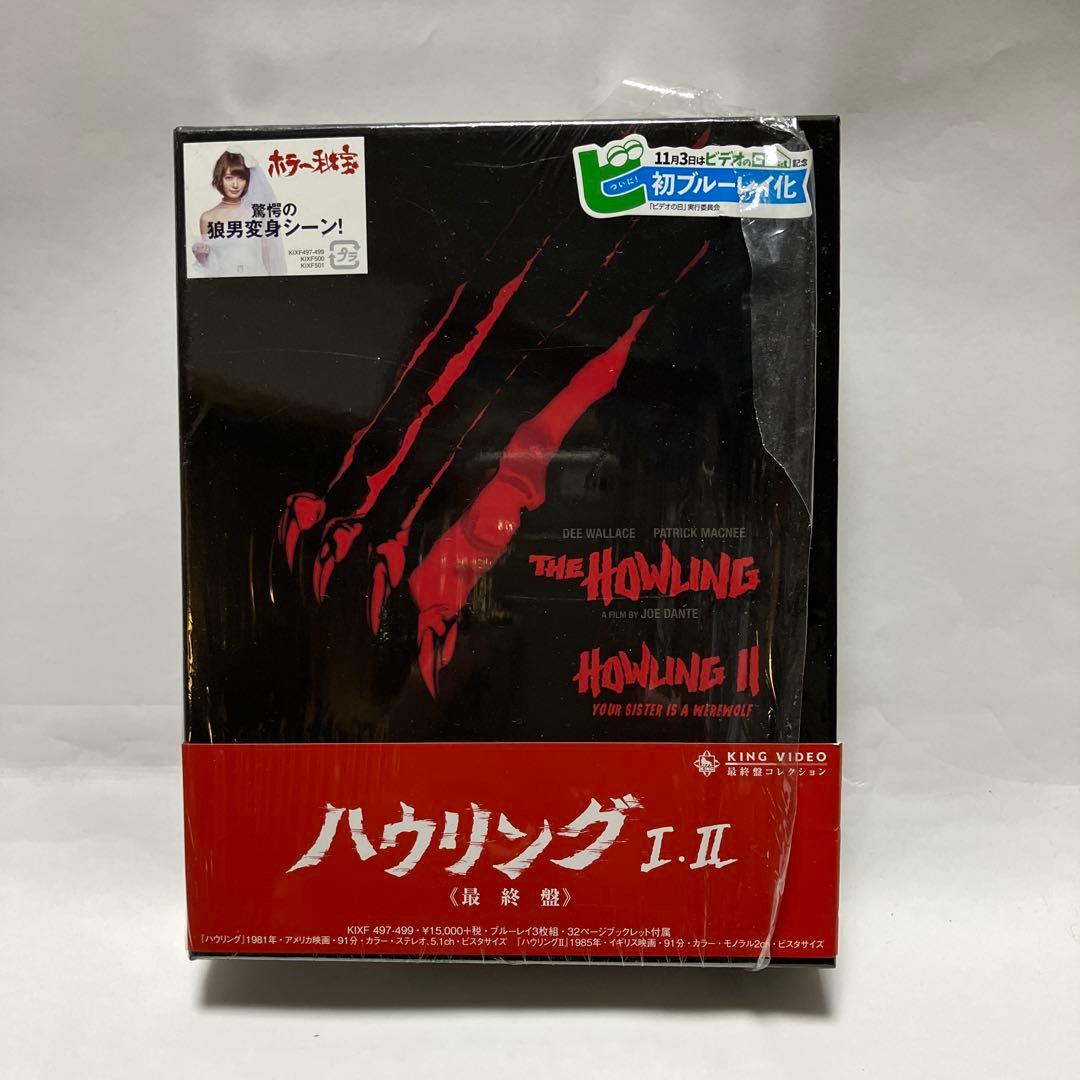 ホラー秘宝
驚愕の
狼男変身シーン!
KIXF497-499
KIXF500
KIXF501
プラ
ビ
ついに!
11月3日はビデオの日 記念
初ブルーレイ化
「ビデオの日」実行委員会
DEE WALLACE PATRICK MACNEE
THE HOWLING
A FILM BY JOE DANTE
HOWLING II
YOUR SISTER IS A WEREWOLF
KING VIDEO
最終盤コレクション
ハウリング I・II
《最終盤》
KIXF 497-499・¥15,000+税・ブルーレイ3枚組・32ページブックレット付属
『ハウリング』1981年・アメリカ映画・91分・カラー・ステレオ、5.1ch・ビスタサイズ 『ハウリングII』1985年・イギリス映画・91分・カラー・モノラル2ch・ビスタサイズ